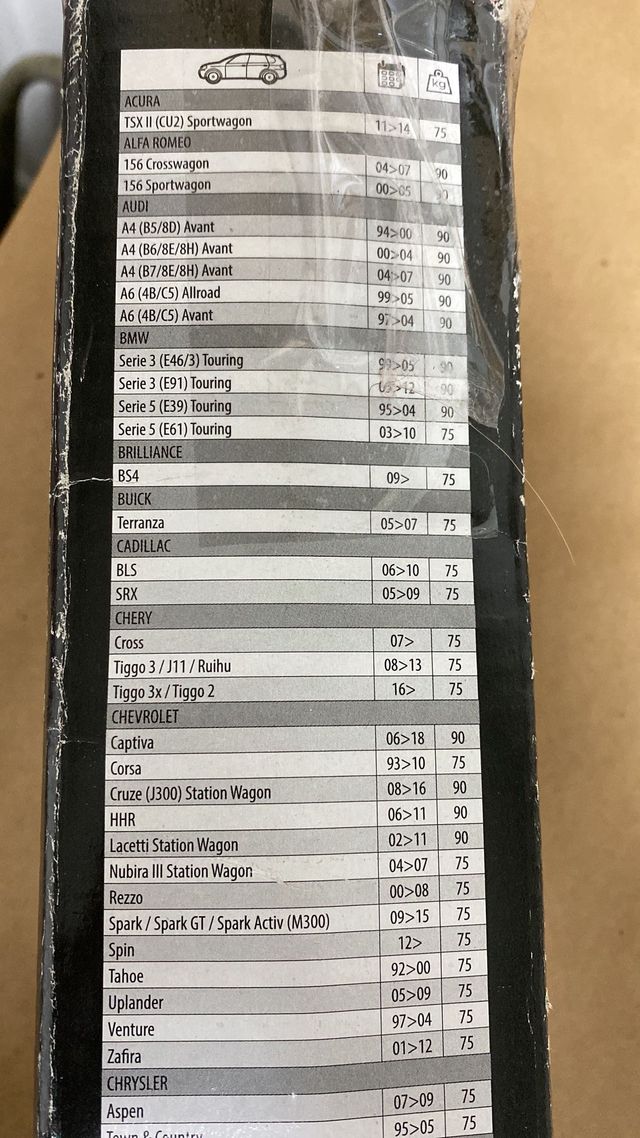 kg
ACURA
TSX II (CU2) Sportwagon 11>14 75
ALFA ROMEO
156 Crosswagon 04>07 90
156 Sportwagon 00>05
AUDI
A4 (B5/8D) Avant 94>00 90
A4 (B6/8E/8H) Avant 00>04 90
A4 (B7/8E/8H) Avant 04>07 90
A6 (4B/C5) Allroad 99>05 90
A6 (4B/C5) Avant 97>04 90
BMW
Serie 3 (E46/3) Touring 99>05 90
Serie 3 (E91) Touring 05>12 90
Serie 5 (E39) Touring 95>04 90
Serie 5 (E61) Touring 03>10 75
BRILLIANCE
BS4 09> 75
BUICK
Terranza 05>07 75
CADILLAC
BLS 06>10 75
SRX 05>09 75
CHERY
Cross 07> 75
Tiggo 3 / J11 / Ruihu 08>13 75
Tiggo 3x / Tiggo 2 16> 75
CHEVROLET
Captiva 06>18 90
Corsa 93>10 75
Cruze (J300) Station Wagon 08>16 90
HHR 06>11 90
Lacetti Station Wagon 02>11 90
Nubira III Station Wagon 04>07 75
Rezzo 00>08 75
Spark / Spark GT / Spark Activ (M300) 09>15 75
Spin 12> 75
Tahoe 92>00 75
Uplander 05>09 75
Venture 97>04 75
Zafira 01>12 75
CHRYSLER
Aspen 07>09 75
Town & Country 95>05 75